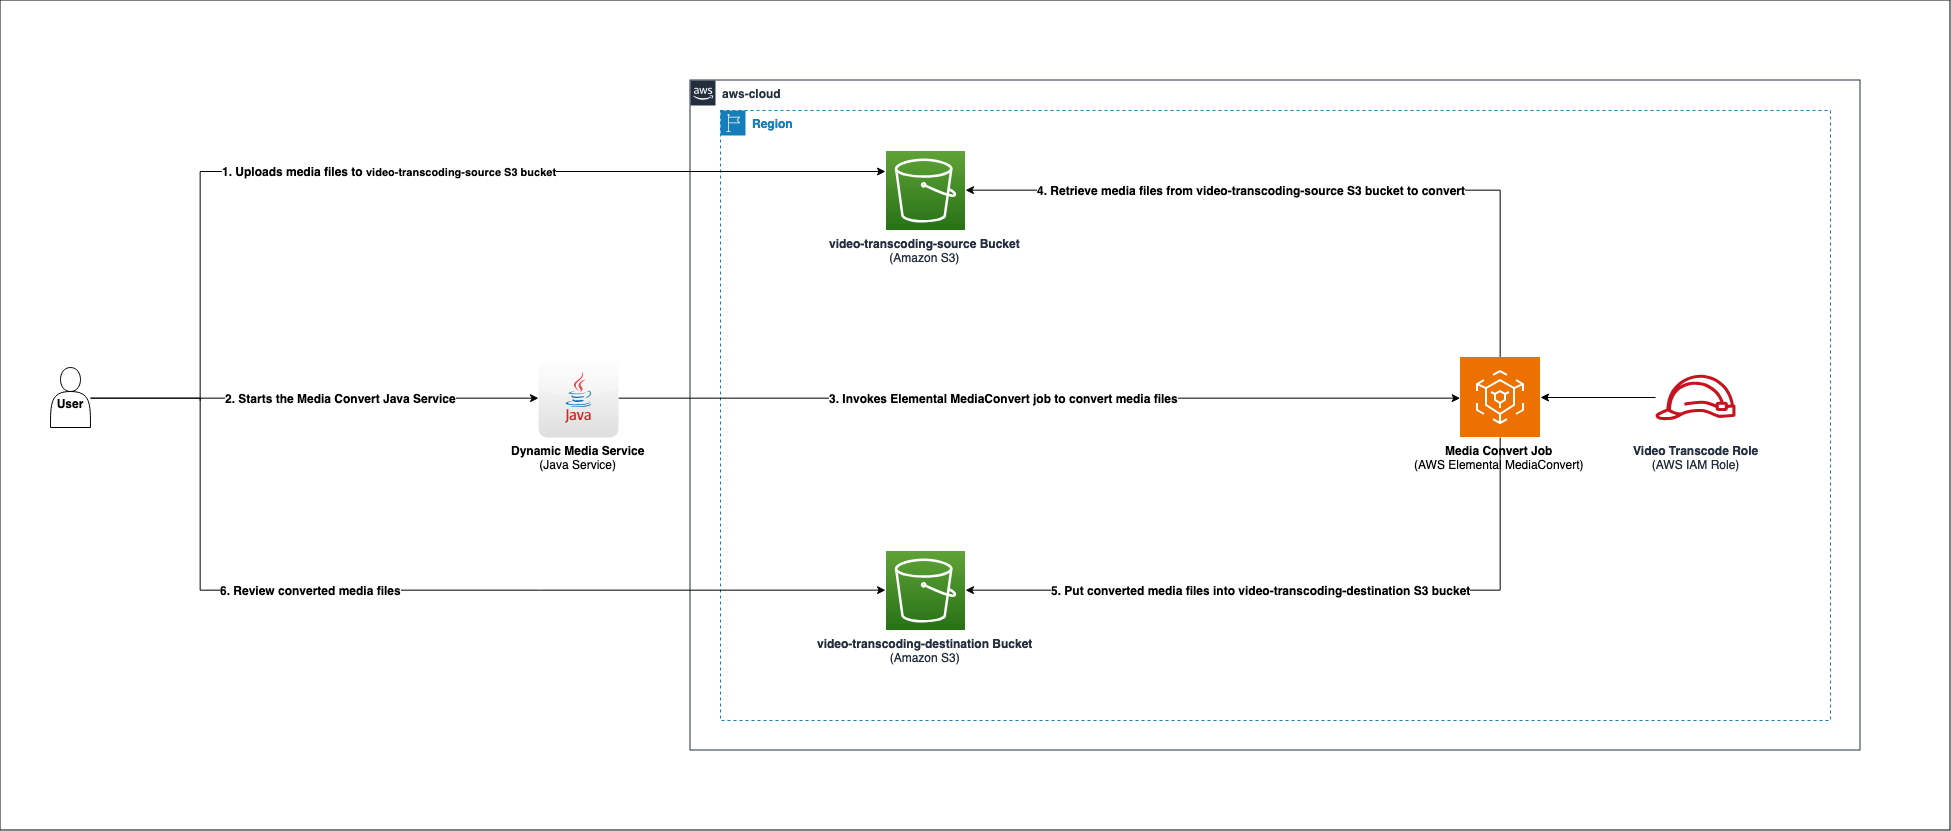 aws
aws-cloud
Region
1. Uploads media files to video-transcoding-source S3 bucket
4. Retrieve media files from video-transcoding-source S3 bucket to convert
video-transcoding-source Bucket
(Amazon S3)
User
2. Starts the Media Convert Java Service
Java
3. Invokes Elemental MediaConvert job to convert media files
Dynamic Media Service
(Java Service)
Media Convert Job
(AWS Elemental MediaConvert)
Video Transcode Role
(AWS IAM Role)
6. Review converted media files
5. Put converted media files into video-transcoding-destination S3 bucket
video-transcoding-destination Bucket
(Amazon S3)